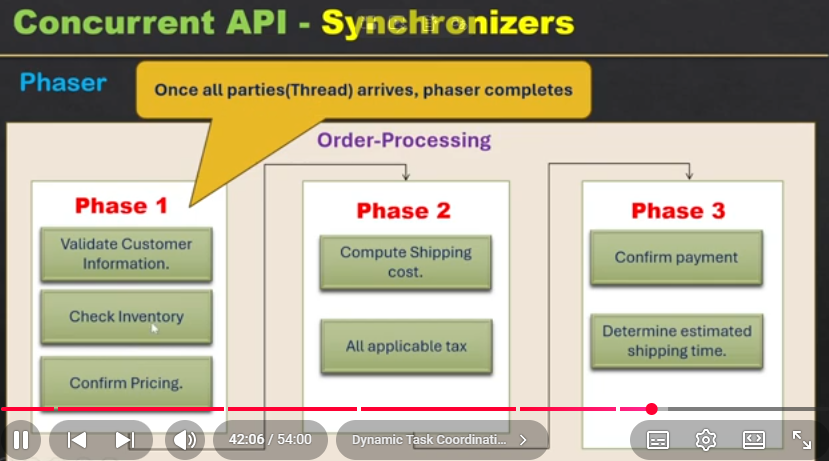 Concurrent API - Synchronizers
Phaser
Once all parties(Thread) arrives, phaser completes
Order-Processing
Phase 1
Validate Customer
Information.
Check Inventory
Confirm Pricing.
Phase 2
Compute Shipping
cost.
All applicable tax
Phase 3
Confirm payment
Determine estimated
shipping time.
42:06 / 54:00
Dynamic Task Coordinati...